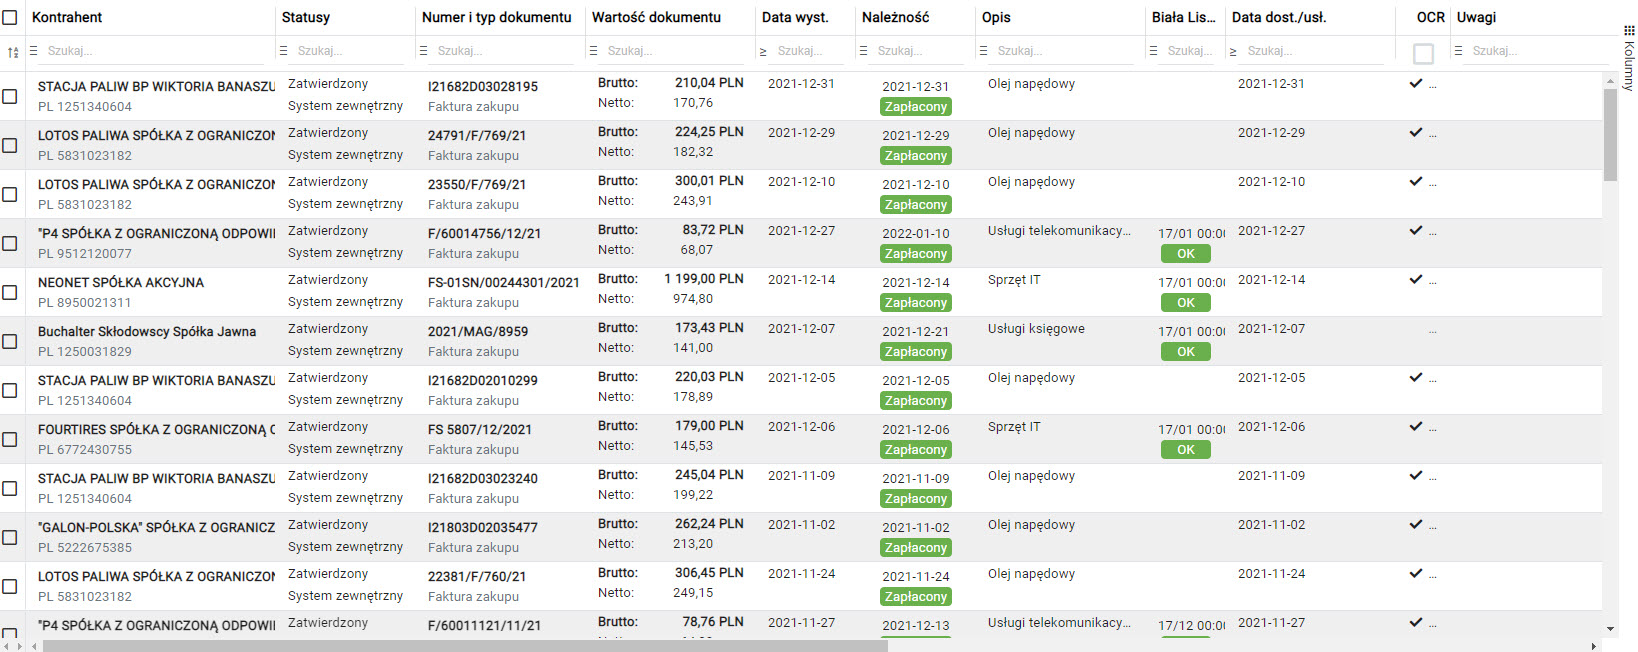 Kontrahent Statusy Numer i typ dokumentu Wartość dokumentu Data wyst. Należność Opis Biała Lis... Data dost./usł. OCR Uwagi
Szukaj... Szukaj... Szukaj... Szukaj... ≥ Szukaj... Szukaj... Szukaj... Szukaj... ≥ Szukaj... Szukaj...
Kolumny
STACJA PALIW BP WIKTORIA BANASZU Zatwierdzony I21682D03028195 Brutto: 210,04 PLN 2021-12-31 2021-12-31 Olej napędowy 2021-12-31 ...
PL 1251340604 System zewnętrzny Faktura zakupu Netto: 170,76 Zapłacony
LOTOS PALIWA SPÓŁKA Z OGRANICZON Zatwierdzony 24791/F/769/21 Brutto: 224,25 PLN 2021-12-29 2021-12-29 Olej napędowy 2021-12-29 ...
PL 5831023182 System zewnętrzny Faktura zakupu Netto: 182,32 Zapłacony
LOTOS PALIWA SPÓŁKA Z OGRANICZON Zatwierdzony 23550/F/769/21 Brutto: 300,01 PLN 2021-12-10 2021-12-10 Olej napędowy 2021-12-10 ...
PL 5831023182 System zewnętrzny Faktura zakupu Netto: 243,91 Zapłacony
"P4 SPÓŁKA Z OGRANICZONĄ ODPOWI Zatwierdzony F/60014756/12/21 Brutto: 83,72 PLN 2021-12-27 2022-01-10 Usługi telekomunikacy... 17/01 00:00 2021-12-27 ...
PL 9512120077 System zewnętrzny Faktura zakupu Netto: 68,07 Zapłacony OK
NEONET SPÓŁKA AKCYJNA Zatwierdzony FS-01SN/00244301/2021 Brutto: 1 199,00 PLN 2021-12-14 2021-12-14 Sprzęt IT 17/01 00:00 2021-12-14 ...
PL 8950021311 System zewnętrzny Faktura zakupu Netto: 974,80 Zapłacony OK
Buchalter Skłodowscy Spółka Jawna Zatwierdzony 2021/MAG/8959 Brutto: 173,43 PLN 2021-12-07 2021-12-21 Usługi księgowe 17/01 00:00 2021-12-07 ...
PL 1250031829 System zewnętrzny Faktura zakupu Netto: 141,00 Zapłacony OK
STACJA PALIW BP WIKTORIA BANASZU Zatwierdzony I21682D02010299 Brutto: 220,03 PLN 2021-12-05 2021-12-05 Olej napędowy 2021-12-05 ...
PL 1251340604 System zewnętrzny Faktura zakupu Netto: 178,89 Zapłacony
FOURTIRES SPÓŁKA Z OGRANICZONĄ O Zatwierdzony FS 5807/12/2021 Brutto: 179,00 PLN 2021-12-06 2021-12-06 Sprzęt IT 17/01 00:00 2021-12-06 ...
PL 6772430755 System zewnętrzny Faktura zakupu Netto: 145,53 Zapłacony OK
STACJA PALIW BP WIKTORIA BANASZU Zatwierdzony I21682D03023240 Brutto: 245,04 PLN 2021-11-09 2021-11-09 Olej napędowy 2021-11-09 ...
PL 1251340604 System zewnętrzny Faktura zakupu Netto: 199,22 Zapłacony
"GALON-POLSKA" SPÓŁKA Z OGRANICZ Zatwierdzony I21803D02035477 Brutto: 262,24 PLN 2021-11-02 2021-11-02 Olej napędowy 2021-11-02 ...
PL 5222675385 System zewnętrzny Faktura zakupu Netto: 213,20 Zapłacony
LOTOS PALIWA SPÓŁKA Z OGRANICZON Zatwierdzony 22381/F/760/21 Brutto: 306,45 PLN 2021-11-24 2021-11-24 Olej napędowy 2021-11-24 ...
PL 5831023182 System zewnętrzny Faktura zakupu Netto: 249,15 Zapłacony
"P4 SPÓŁKA Z OGRANICZONĄ ODPOWI Zatwierdzony F/60011121/11/21 Brutto: 78,76 PLN 2021-11-27 2021-12-13 Usługi telekomunikacy... 17/12 00:00 2021-11-27 ...